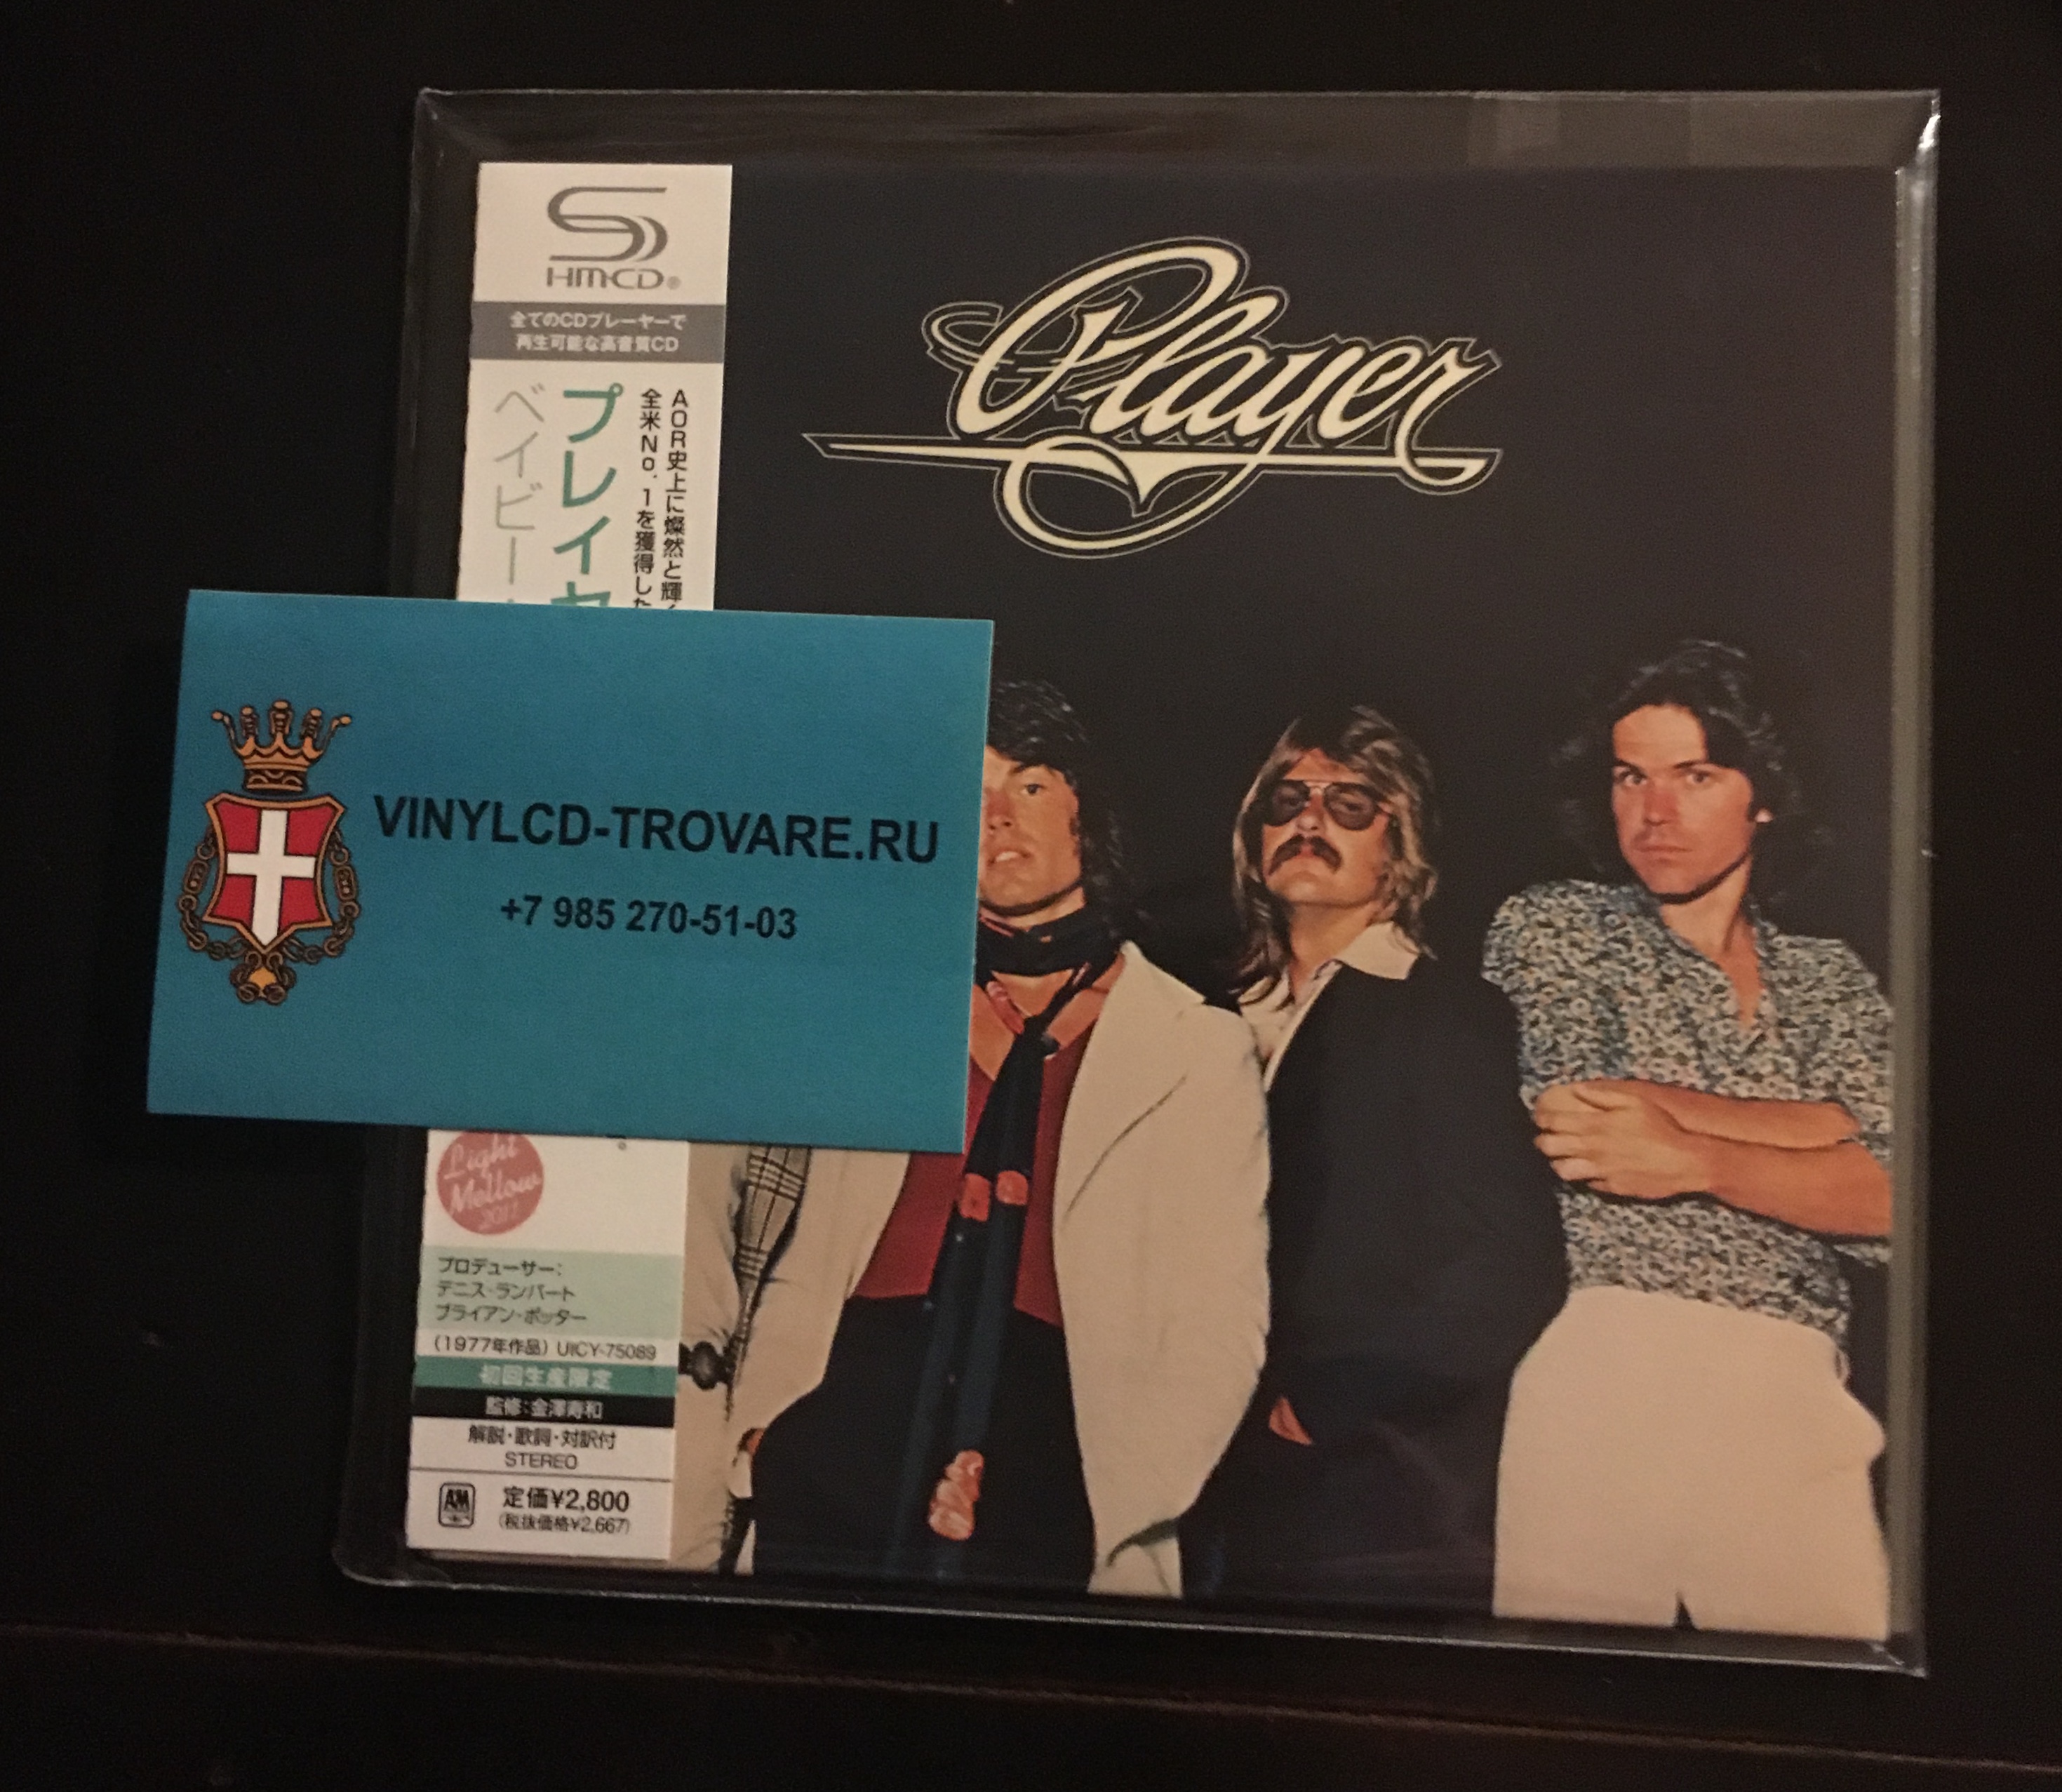 SHM-CD®
全てのCDプレーヤーで
再生可能な高音質CD
AOR史上に燦然と輝く
全米No.1を獲得した
プレイヤ
ベイビー
Player
VINYLCD-TROVARE.RU
+7 985 270-51-03
Light
Mellow
2011
プロデューサー:
デニス・ランバート
ブライアン・ポッター
(1977年作品) UICY-75089
初回生産限定
監修:金澤寿和
解説・歌詞・対訳付
STEREO
AM
定価¥2,800
(税抜価格¥2,667)